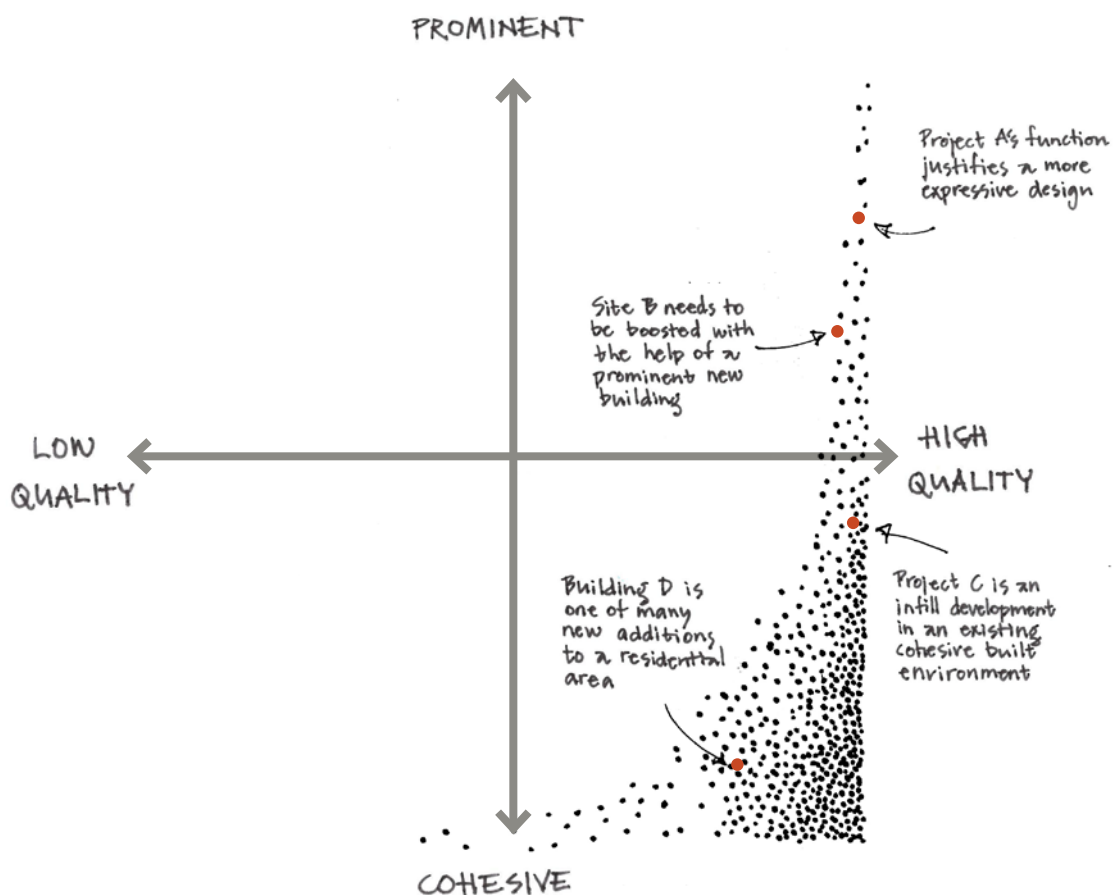 PROMINENT
Project A's function
justifies a more
expressive design
Site B needs to
be boosted with
the help of a
prominent new
building
LOW
QUALITY
HIGH
QUALITY
Building D is
one of many
new additions
to a residential
area
Project C is an
infill development
in an existing
cohesive built
environment
COHESIVE